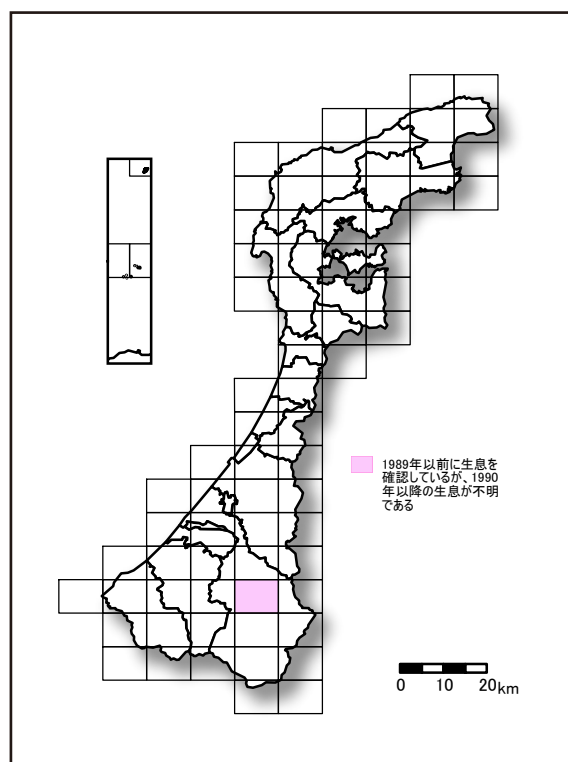 1989年以前に生息を
確認しているが、1990
年以降の生息が不明
である
0 10 20km